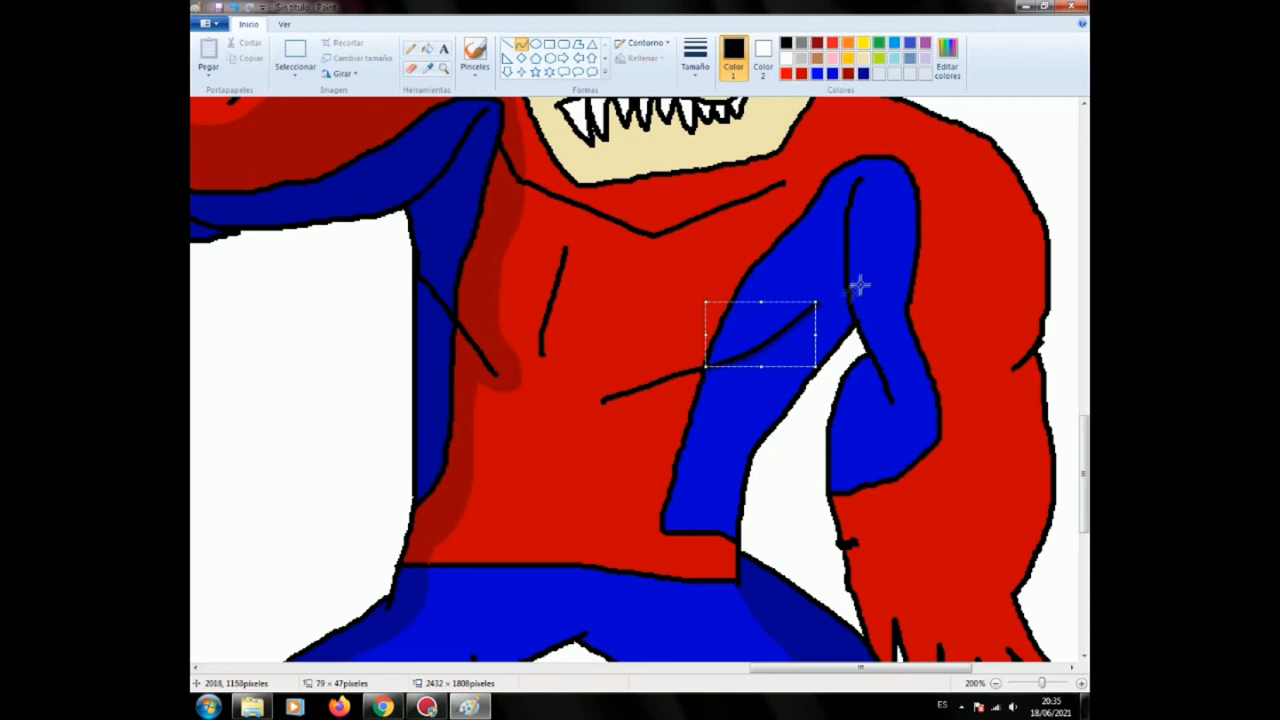 Sin título - Paint
Inicio Ver
Pegar
Cortar
Copiar
Portapapeles
Seleccionar
Recortar
Cambiar tamaño
Girar
Imagen
Herramientas
Pinceles
Contorno
Rellenar
Formas
Tamaño
Color
1
Color
2
Editar
colores
Colores
79 × 47píxeles
2432 × 1808píxeles
200%
ES
20:35
18/06/2021